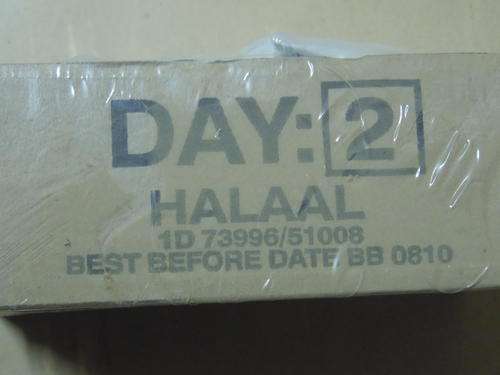 DAY: 2
HALAAL
1D 73996/51008
BEST BEFORE DATE BB 0810